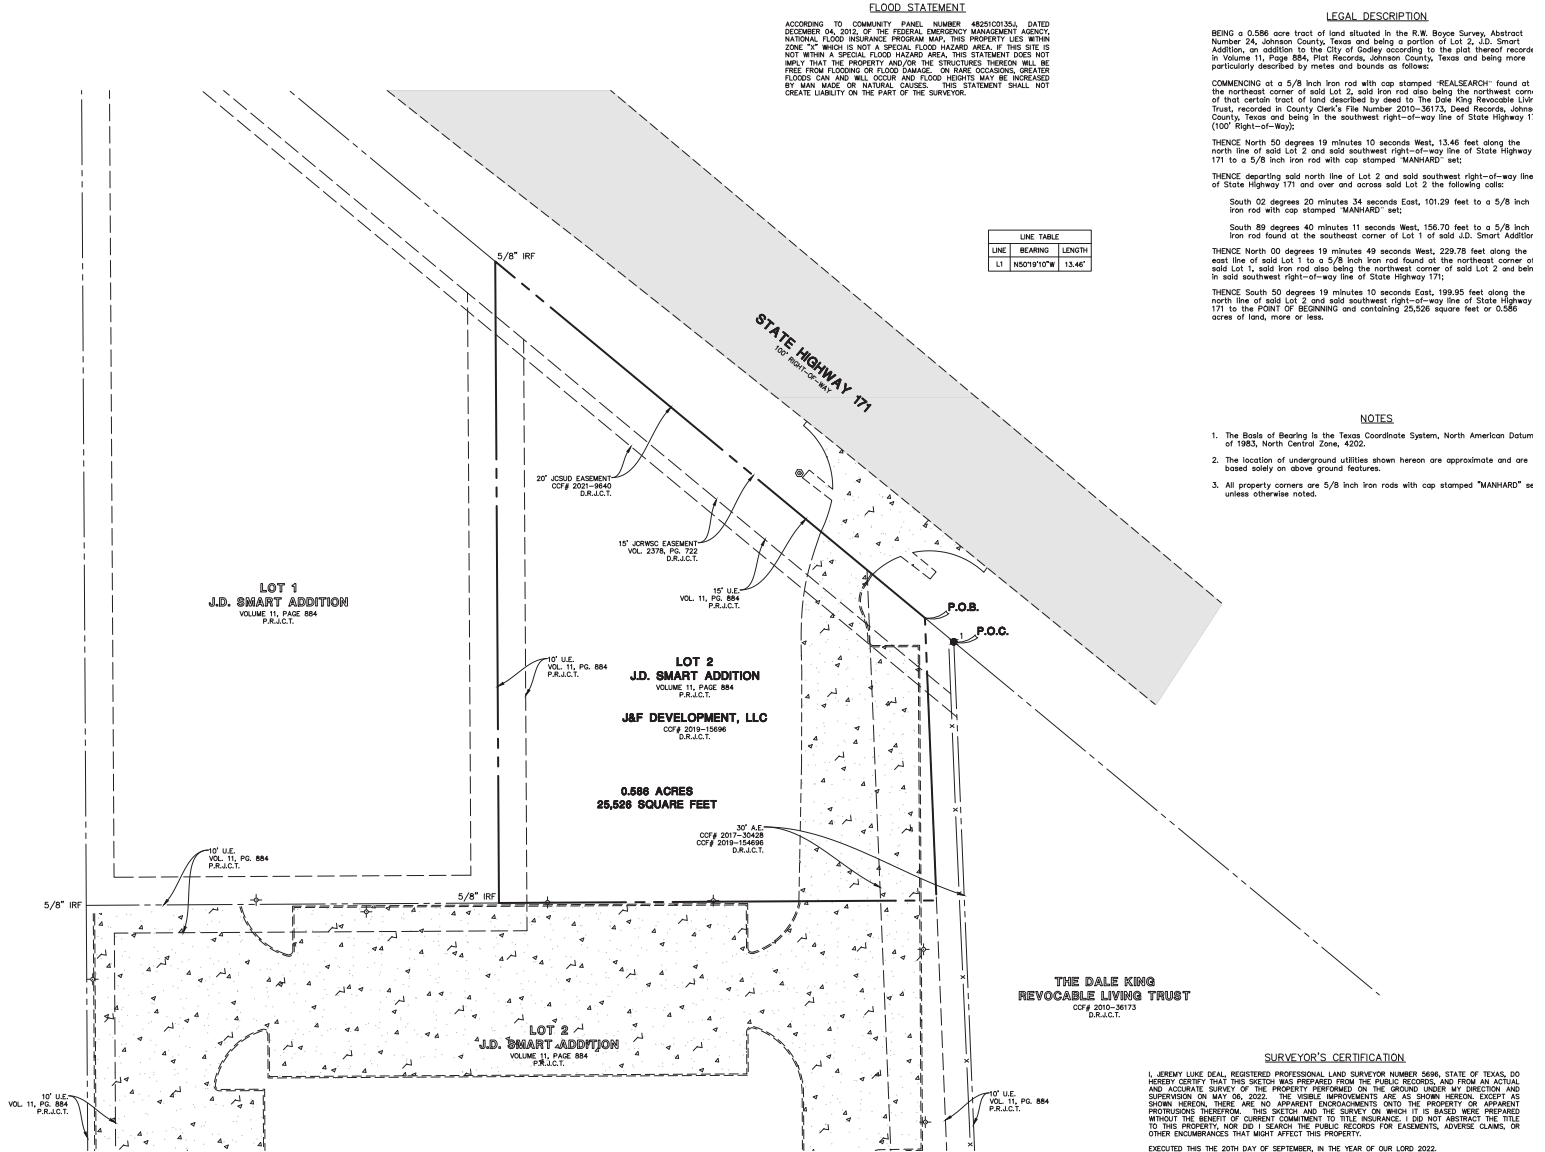 FLOOD STATEMENT
ACCORDING TO COMMUNITY PANEL NUMBER 48251C0135J, DATED
DECEMBER 04, 2012, OF THE FEDERAL EMERGENCY MANAGEMENT AGENCY,
NATIONAL FLOOD INSURANCE PROGRAM MAP, THIS PROPERTY LIES WITHIN
ZONE "X" WHICH IS NOT A SPECIAL FLOOD HAZARD AREA. IF THIS SITE IS
NOT WITHIN A SPECIAL FLOOD HAZARD AREA, THIS STATEMENT DOES NOT
IMPLY THAT THE PROPERTY AND/OR THE STRUCTURES THEREON WILL BE
FREE FROM FLOODING OR FLOOD DAMAGE. ON RARE OCCASIONS, GREATER
FLOODS CAN AND WILL OCCUR AND FLOOD HEIGHTS MAY BE INCREASED
BY MAN MADE OR NATURAL CAUSES. THIS STATEMENT SHALL NOT
CREATE LIABILITY ON THE PART OF THE SURVEYOR.
LEGAL DESCRIPTION
BEING a 0.586 acre tract of land situated in the R.W. Boyce Survey, Abstract
Number 24, Johnson County, Texas and being a portion of Lot 2, J.D. Smart
Addition, an addition to the City of Godley according to the plat thereof recorde
in Volume 11, Page 884, Plat Records, Johnson County, Texas and being more
particularly described by metes and bounds as follows:
COMMENCING at a 5/8 inch iron rod with cap stamped "REALSEARCH" found at
the northeast corner of said Lot 2, said iron rod also being the northwest corn
of that certain tract of land described by deed to The Dale King Revocable Livin
Trust, recorded in County Clerk's File Number 2010-36173, Deed Records, Johns
County, Texas and being in the southwest right-of-way line of State Highway 17
(100' Right-of-Way);
THENCE North 50 degrees 19 minutes 10 seconds West, 13.46 feet along the
north line of said Lot 2 and said southwest right-of-way line of State Highway
171 to a 5/8 inch iron rod with cap stamped "MANHARD" set;
THENCE departing said north line of Lot 2 and said southwest right-of-way line
of State Highway 171 and over and across said Lot 2 the following calls:
South 02 degrees 20 minutes 34 seconds East, 101.29 feet to a 5/8 inch
iron rod with cap stamped "MANHARD" set;
South 89 degrees 40 minutes 11 seconds West, 156.70 feet to a 5/8 inch
iron rod found at the southeast corner of Lot 1 of said J.D. Smart Addition
THENCE North 00 degrees 19 minutes 49 seconds West, 229.78 feet along the
east line of said Lot 1 to a 5/8 inch iron rod found at the northeast corner of
said Lot 1, said iron rod also being the northwest corner of said Lot 2 and bein
in said southwest right-of-way line of State Highway 171;
THENCE South 50 degrees 19 minutes 10 seconds East, 199.95 feet along the
north line of said Lot 2 and said southwest right-of-way line of State Highway
171 to the POINT OF BEGINNING and containing 25,526 square feet or 0.586
acres of land, more or less.
LINE TABLE
LINE BEARING LENGTH
L1 N50°19'10"W 13.46'
5/8" IRF
STATE HIGHWAY 171
100' RIGHT-OF-WAY
NOTES
1. The Basis of Bearing is the Texas Coordinate System, North American Datum
of 1983, North Central Zone, 4202.
2. The location of underground utilities shown hereon are approximate and are
based solely on above ground features.
3. All property corners are 5/8 inch iron rods with cap stamped "MANHARD" se
unless otherwise noted.
20' JCSUD EASEMENT
CCF# 2021-9640
D.R.J.C.T.
15' JCRWSC EASEMENT
VOL. 2378, PG. 722
D.R.J.C.T.
15' U.E.
VOL. 11, PG. 884
P.R.J.C.T.
LOT 1
J.D. SMART ADDITION
VOLUME 11, PAGE 884
P.R.J.C.T.
P.O.B.
1
P.O.C.
10' U.E.
VOL. 11, PG. 884
P.R.J.C.T.
LOT 2
J.D. SMART ADDITION
VOLUME 11, PAGE 884
P.R.J.C.T.
J&F DEVELOPMENT, LLC
CCF# 2019-15696
D.R.J.C.T.
0.586 ACRES
25,526 SQUARE FEET
30' A.E.
CCF# 2017-30428
CCF# 2019-154696
D.R.J.C.T.
10' U.E.
VOL. 11, PG. 884
P.R.J.C.T.
5/8" IRF
5/8" IRF
THE DALE KING
REVOCABLE LIVING TRUST
CCF# 2010-36173
D.R.J.C.T.
LOT 2
J.D. SMART ADDITION
VOLUME 11, PAGE 884
P.R.J.C.T.
10' U.E.
VOL. 11, PG. 884
P.R.J.C.T.
10' U.E.
VOL. 11, PG. 884
P.R.J.C.T.
SURVEYOR'S CERTIFICATION
I, JEREMY LUKE DEAL, REGISTERED PROFESSIONAL LAND SURVEYOR NUMBER 5696, STATE OF TEXAS, DO
HEREBY CERTIFY THAT THIS SKETCH WAS PREPARED FROM THE PUBLIC RECORDS, AND FROM AN ACTUAL
AND ACCURATE SURVEY OF THE PROPERTY PERFORMED ON THE GROUND UNDER MY DIRECTION AND
SUPERVISION ON MAY 06, 2022. THE VISIBLE IMPROVEMENTS ARE AS SHOWN HEREON. EXCEPT AS
SHOWN HEREON, THERE ARE NO APPARENT ENCROACHMENTS ONTO THE PROPERTY OR APPARENT
PROTRUSIONS THEREFROM. THIS SKETCH AND THE SURVEY ON WHICH IT IS BASED WERE PREPARED
WITHOUT THE BENEFIT OF CURRENT COMMITMENT TO TITLE INSURANCE. I DID NOT ABSTRACT THE TITLE
TO THIS PROPERTY, NOR DID I SEARCH THE PUBLIC RECORDS FOR EASEMENTS, ADVERSE CLAIMS, OR
OTHER ENCUMBRANCES THAT MIGHT AFFECT THIS PROPERTY.
EXECUTED THIS THE 20TH DAY OF SEPTEMBER, IN THE YEAR OF OUR LORD 2022.